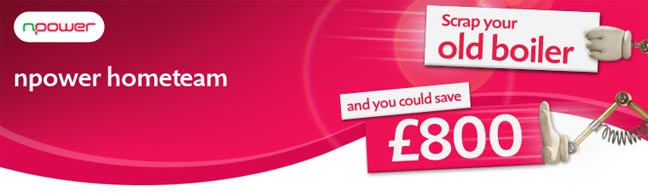 npower
npower hometeam
Scrap your
old boiler
and you could save
£800